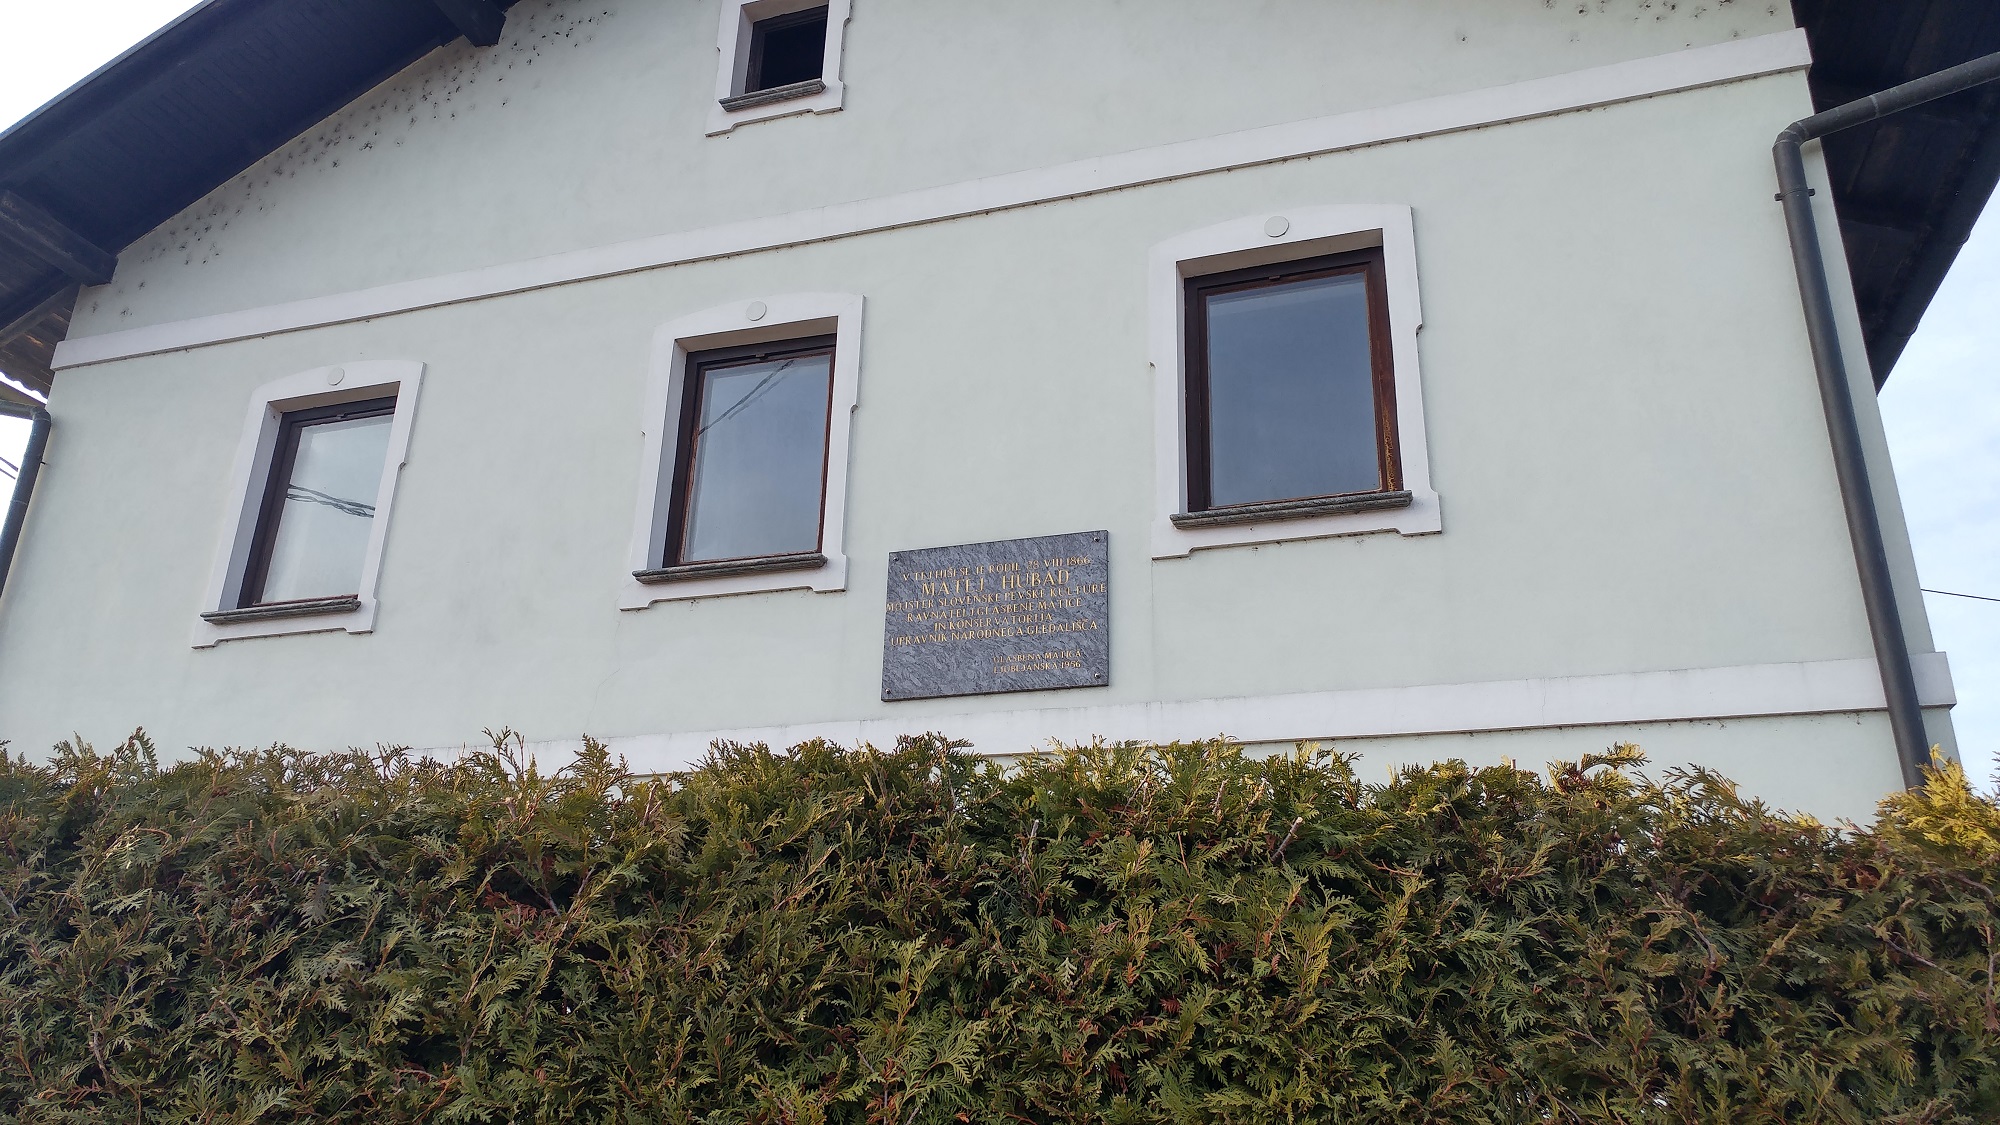 V TEJ HIŠI SE JE RODIL 28. VIII. 1866
MATEJ HUBAD
MOJSTER SLOVENSKE PEVSKE KULTURE
RAVNATELJ GLASBENE MATICE
IN KONSERVATORIJA
UPRAVNIK NARODNEGA GLEDALIŠČA
GLASBENA MATICA
LJUBLJANSKA 1956